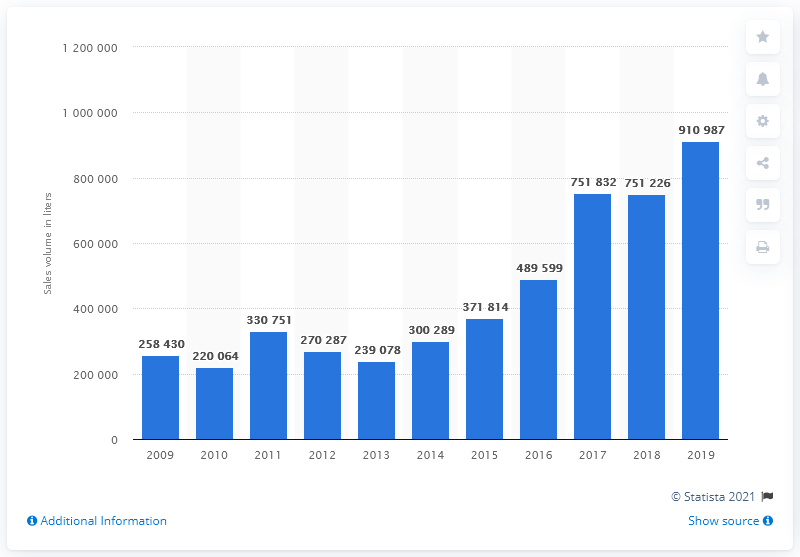 1 200 000
1 000 000
800 000
600 000
400 000
200 000
0
Sales volume in liters
258 430
220 064
330 751
270 287
239 078
300 289
371 814
489 599
751 832
751 226
910 987
2009 2010 2011 2012 2013 2014 2015 2016 2017 2018 2019
© Statista 2021
Additional Information
Show source